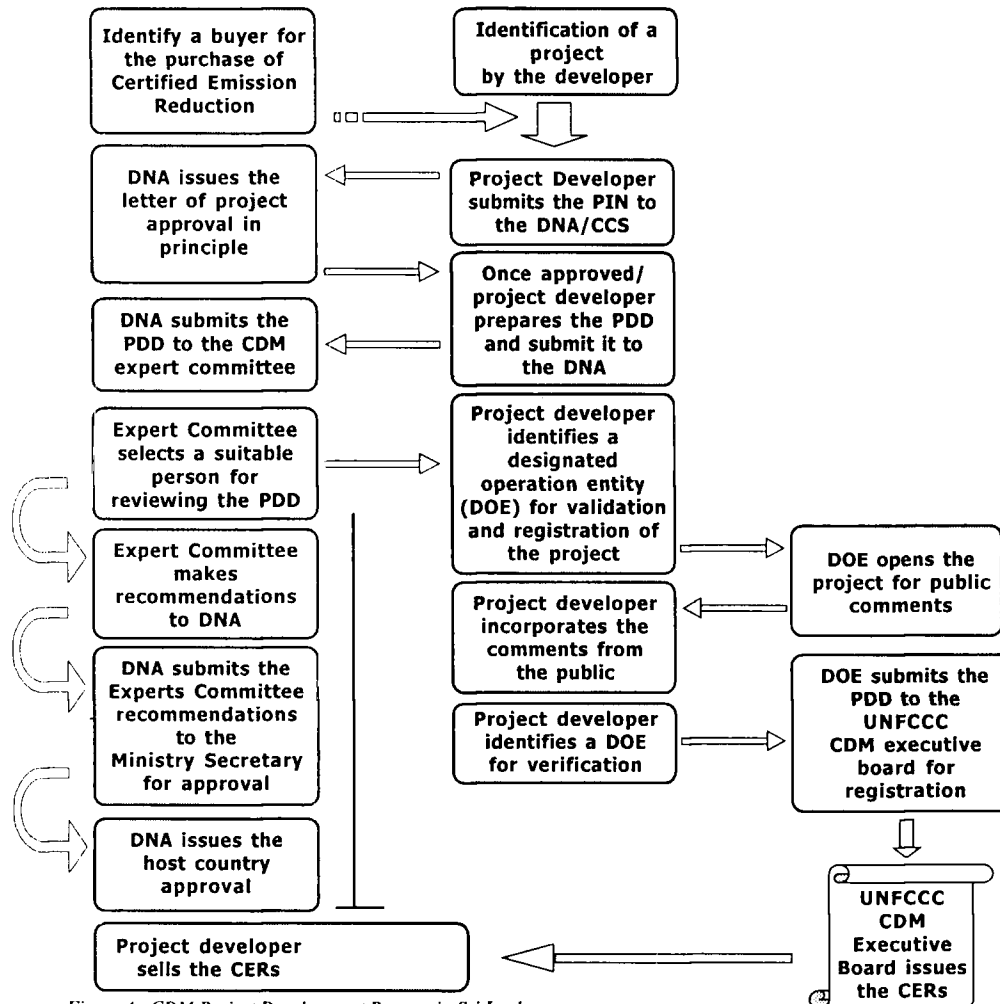 Identify a buyer for
the purchase of
Certified Emission
Reduction
Identification of a
project
by the developer
DNA issues the
letter of project
approval in
principle
Project Developer
submits the PIN to
the DNA/CCS
Once approved/
project developer
prepares the PDD
and submit it to
the DNA
DNA submits the
PDD to the CDM
expert committee
Expert Committee
selects a suitable
person for
reviewing the PDD
Project developer
identifies a
designated
operation entity
(DOE) for validation
and registration of
the project
DOE opens the
project for public
comments
Expert Committee
makes
recommendations
to DNA
Project developer
incorporates the
comments from
the public
DNA submits the
Experts Committee
recommendations
to the
Ministry Secretary
for approval
Project developer
identifies a DOE
for verification
DOE submits the
PDD to the
UNFCCC
CDM executive
board for
registration
DNA issues the
host country
approval
UNFCCC
CDM
Executive
Board issues
the CERs
Project developer
sells the CERs